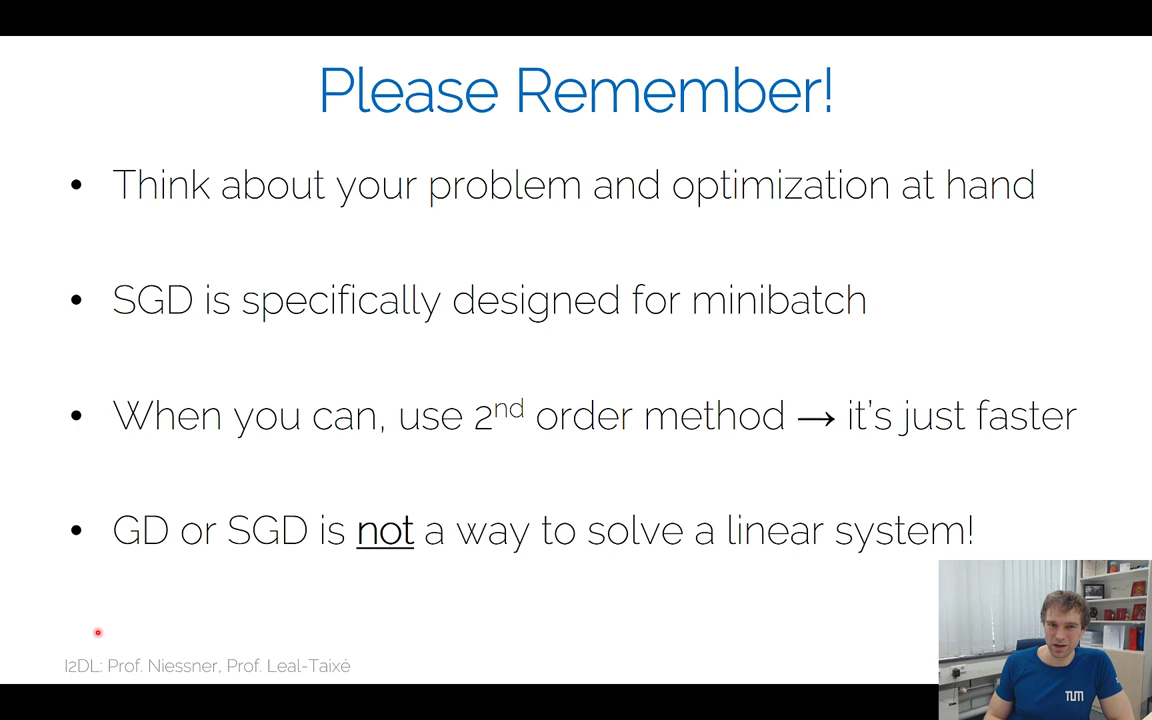 Please Remember!
• Think about your problem and optimization at hand
• SGD is specifically designed for minibatch
• When you can, use 2nd order method → it's just faster
• GD or SGD is not a way to solve a linear system!
I2DL: Prof. Niessner, Prof. Leal-Taixé
TUM